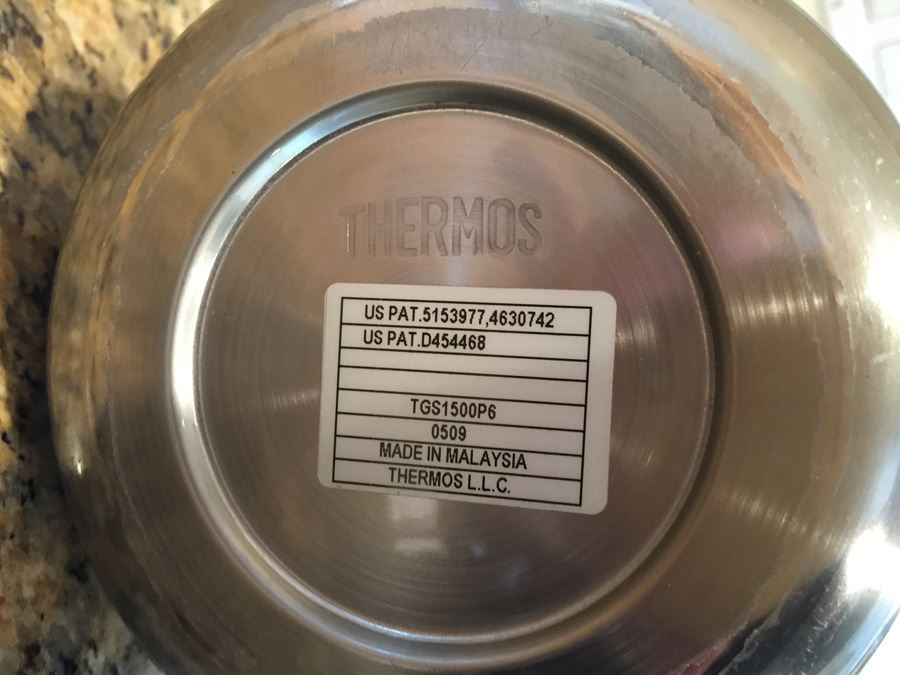 THERMOS
US PAT.5153977,4630742
US PAT.D454468
TGS1500P6
0509
MADE IN MALAYSIA
THERMOS L.L.C.